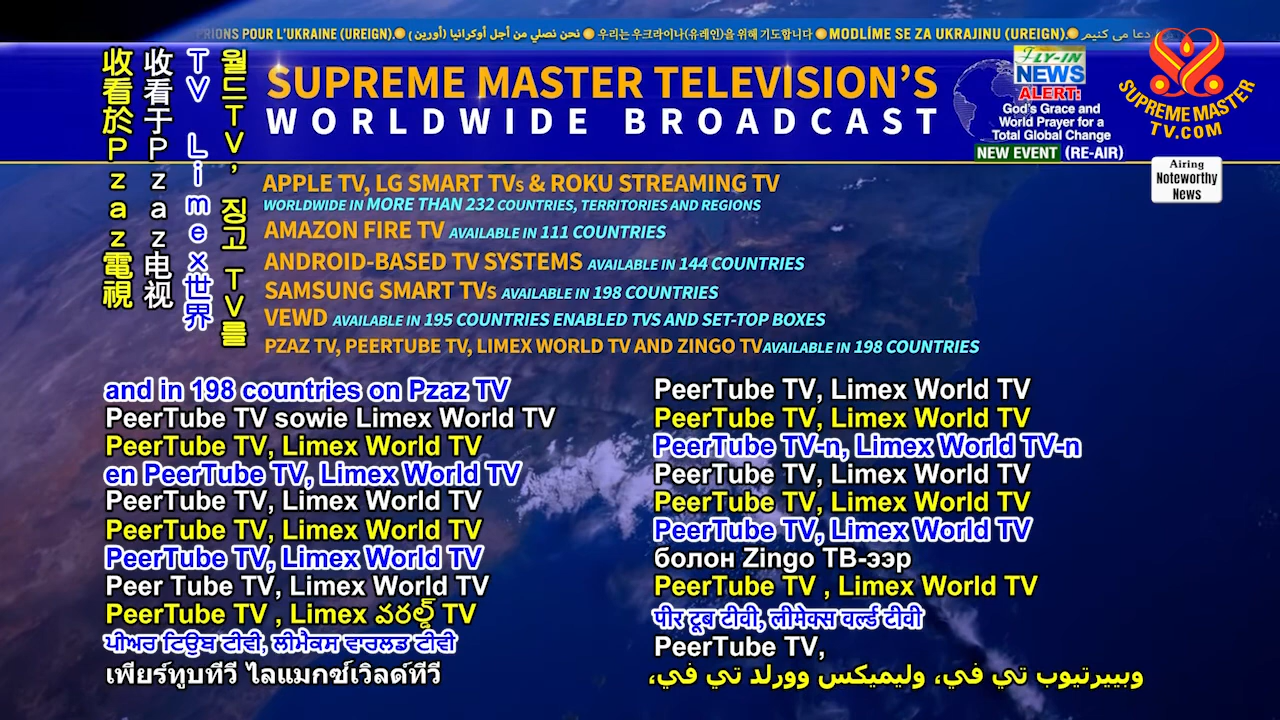 PRIONS POUR L'UKRAINE (UREIGN). نحن نصلي من أجل أوكرانيا (أورين) 우리는 우크라이나(유레인)을 위해 기도합니다 MODLÍME SE ZA UKRAJINU (UREIGN). دعا می کنیم
SUPREME MASTER TELEVISION'S
WORLDWIDE BROADCAST
FLY-IN
NEWS
ALERT:
God's Grace and
World Prayer for a
Total Global Change
NEW EVENT (RE-AIR)
SUPREME MASTER
TV.COM
Airing
Noteworthy
News
收看於Pzaz電視
收看于Pzaz电视
TV Limex世界
월드TV, 징고 TV를
APPLE TV, LG SMART TVs & ROKU STREAMING TV
WORLDWIDE IN MORE THAN 232 COUNTRIES, TERRITORIES AND REGIONS
AMAZON FIRE TV AVAILABLE IN 111 COUNTRIES
ANDROID-BASED TV SYSTEMS AVAILABLE IN 144 COUNTRIES
SAMSUNG SMART TVs AVAILABLE IN 198 COUNTRIES
VEWD AVAILABLE IN 195 COUNTRIES ENABLED TVS AND SET-TOP BOXES
PZAZ TV, PEERTUBE TV, LIMEX WORLD TV AND ZINGO TV AVAILABLE IN 198 COUNTRIES
and in 198 countries on Pzaz TV
PeerTube TV sowie Limex World TV
PeerTube TV, Limex World TV
en PeerTube TV, Limex World TV
PeerTube TV, Limex World TV
PeerTube TV, Limex World TV
PeerTube TV, Limex World TV
Peer Tube TV, Limex World TV
PeerTube TV , Limex వరల్డ్ TV
ਪੀਅਰ ਟਿਊਬ ਟੀਵੀ, ਲੀਮੈਕਸ ਵਾਰਲਡ ਟੀਵੀ
เพียร์ทูบทีวี ไลแมกซ์เวิลด์ทีวี
PeerTube TV, Limex World TV
PeerTube TV, Limex World TV
PeerTube TV-n, Limex World TV-n
PeerTube TV, Limex World TV
PeerTube TV, Limex World TV
PeerTube TV, Limex World TV
болон Zingo ТВ-ээр
PeerTube TV , Limex World TV
पीर टूब टीवी, लीमेक्स वर्ल्ड टीवी
PeerTube TV,
وبييرتيوب تي في، وليميكس وورلد تي في،